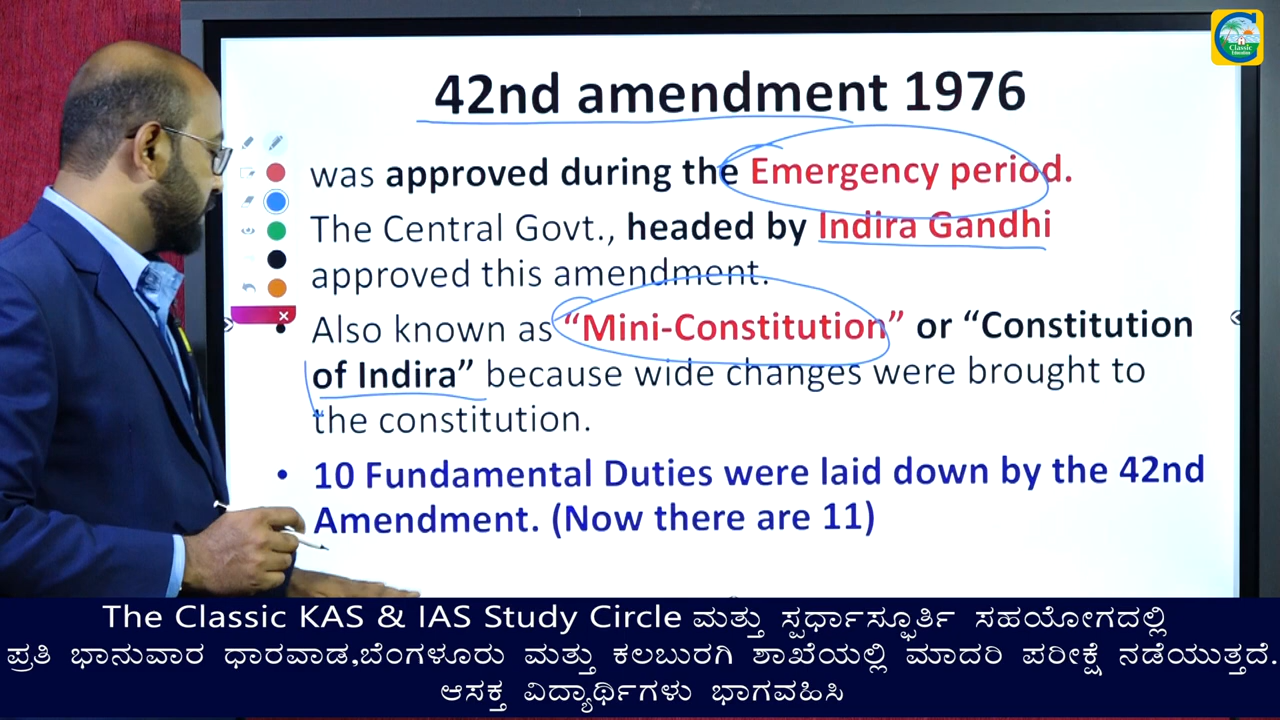 Classic
Education
42nd amendment 1976
was approved during the Emergency period.
The Central Govt., headed by Indira Gandhi
approved this amendment.
• Also known as “Mini-Constitution” or “Constitution
of Indira” because wide changes were brought to
the constitution.
• 10 Fundamental Duties were laid down by the 42nd
Amendment. (Now there are 11)
The Classic KAS & IAS Study Circle ಮತ್ತು ಸ್ಪರ್ಧಾಸ್ಫೂರ್ತಿ ಸಹಯೋಗದಲ್ಲಿ
ಪ್ರತಿ ಭಾನುವಾರ ಧಾರವಾಡ,ಬೆಂಗಳೂರು ಮತ್ತು ಕಲಬುರಗಿ ಶಾಖೆಯಲ್ಲಿ ಮಾದರಿ ಪರೀಕ್ಷೆ ನಡೆಯುತ್ತದೆ.
ಆಸಕ್ತ ವಿದ್ಯಾರ್ಥಿಗಳು ಭಾಗವಹಿಸಿ